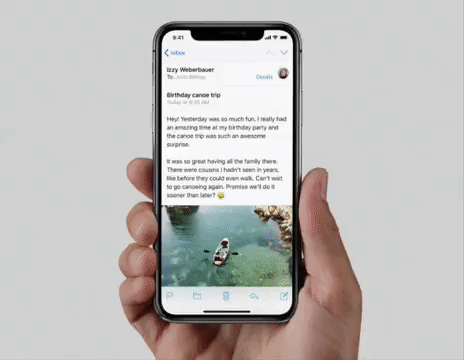 9:41
Inbox
Izzy Weberbauer
To: John Bishop
Details
Birthday canoe trip
Today at 9:35 AM
Hey! Yesterday was so much fun. I really had
an amazing time at my birthday party and
the canoe trip was such an awesome
surprise.
It was so great having all the family there.
There were cousins I hadn't seen in years,
like before they could even walk. Can't wait
to go canoeing again. Promise we'll do it
sooner than later? 😜